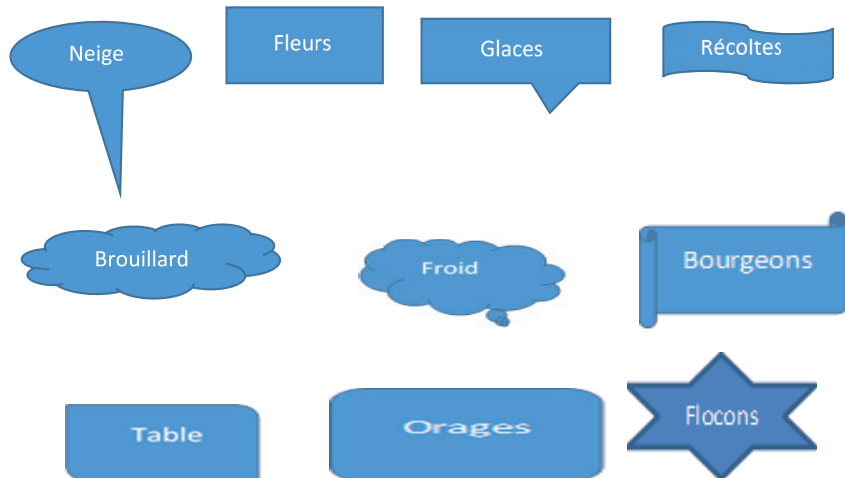 Neige
Fleurs
Glaces
Récoltes
Brouillard
Froid
Bourgeons
Table
Orages
Flocons